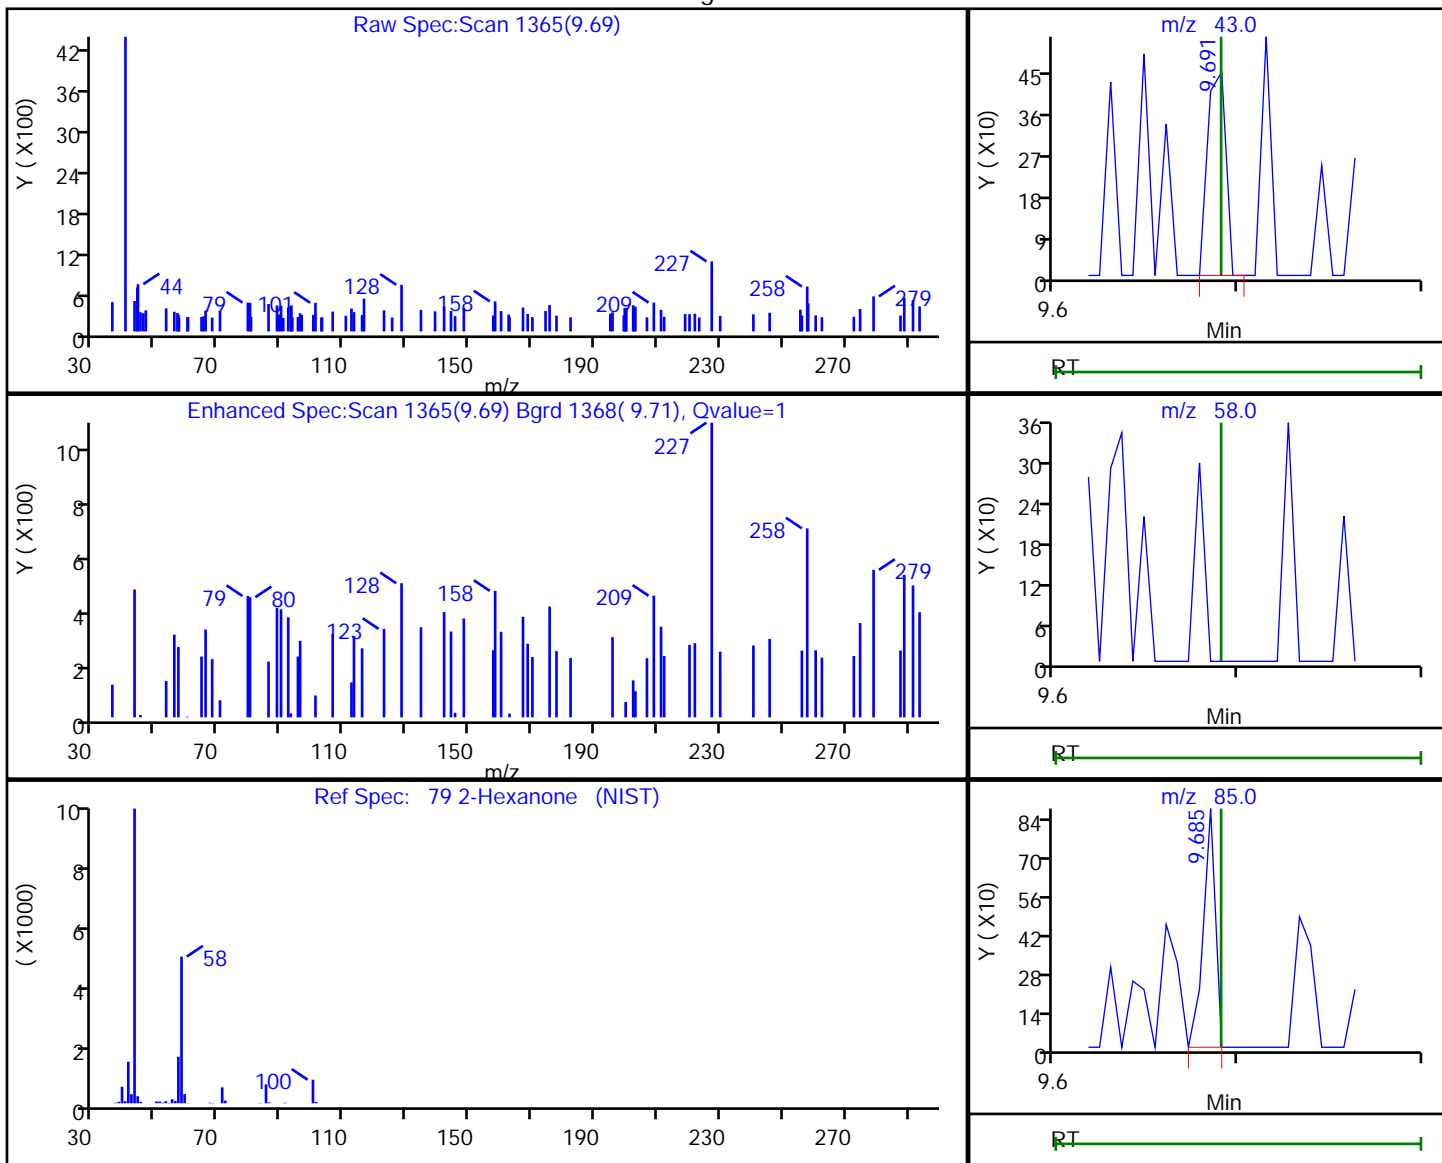 g
Raw Spec:Scan 1365(9.69)
Y ( X100)
42
36
30
24
18
12
6
0
44
79
101
128
158
209
227
258
279
30 70 110 150 190 230 270
m/z
m/z 43.0
Y ( X10)
45
36
27
18
9
0
9.691
9.6
Min
RT
Enhanced Spec:Scan 1365(9.69) Bgrd 1368( 9.71), Qvalue=1
Y ( X100)
10
8
6
4
2
0
79
80
123
128
158
209
227
258
279
30 70 110 150 190 230 270
m/z
m/z 58.0
Y ( X10)
36
30
24
18
12
6
0
9.6
Min
RT
Ref Spec: 79 2-Hexanone (NIST)
( X1000)
10
8
6
4
2
0
58
100
30 70 110 150 190 230 270
m/z 85.0
Y ( X10)
84
70
56
42
28
14
0
9.685
9.6
Min
RT